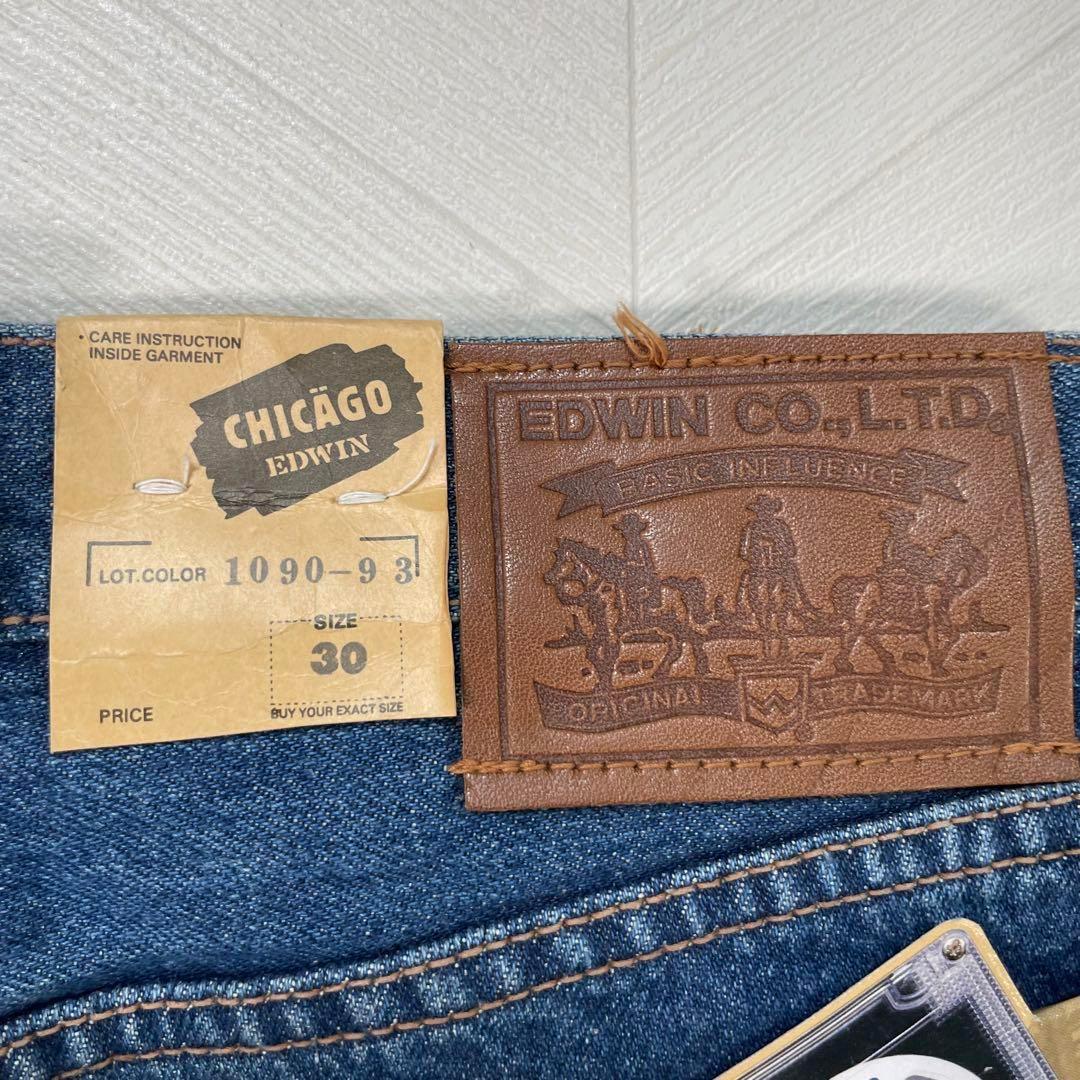 • CARE INSTRUCTION
INSIDE GARMENT
CHICÄGO
EDWIN
LOT.COLOR 1090-93
SIZE
30
BUY YOUR EXACT SIZE
PRICE
EDWIN CO., L.T.D.
BASIC INFLUENCE
ORIGINAL W TRADEMARK
®